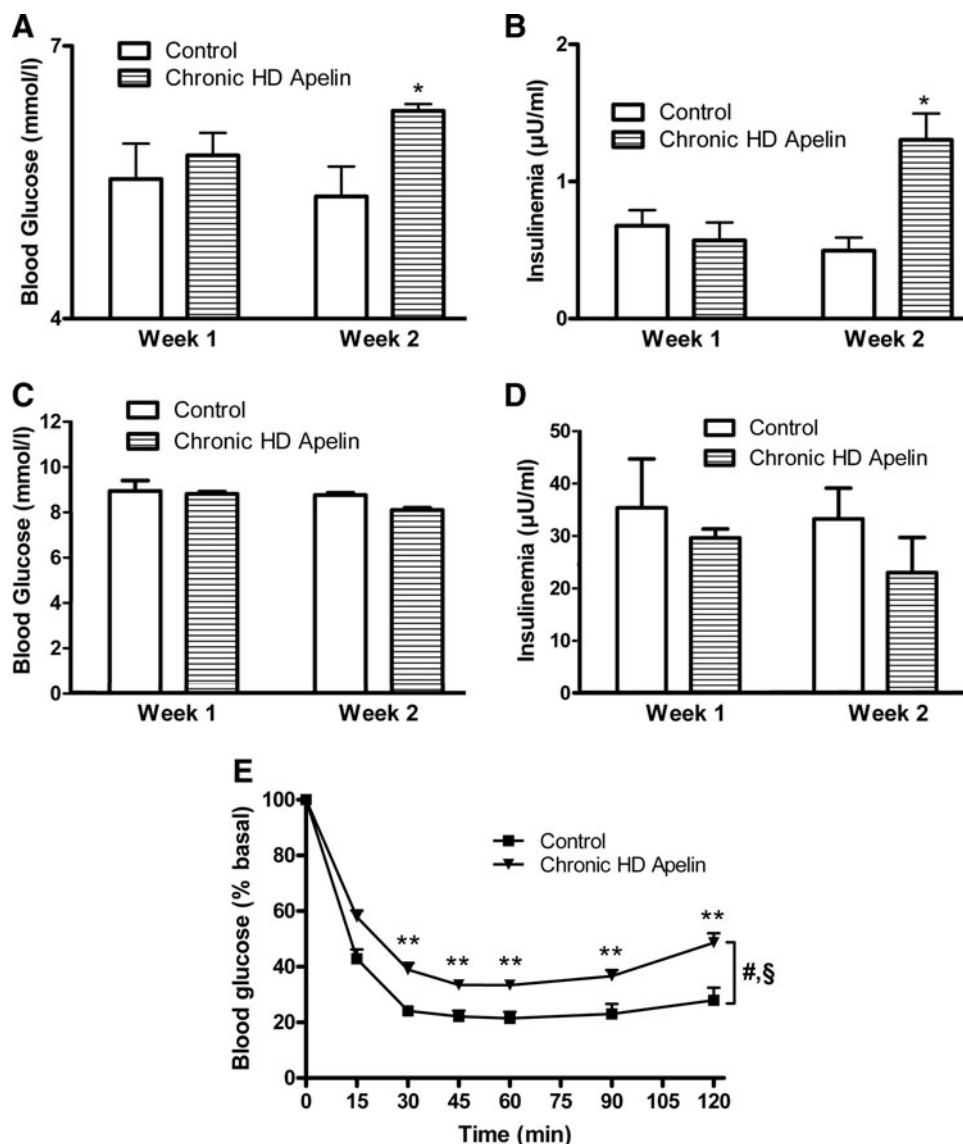 A
7
4
Blood Glucose (mmol/l)
Control
Chronic HD Apelin
*
Week 1
Week 2
B
2
1
0
Insulinemia (µU/ml)
Control
Chronic HD Apelin
*
Week 1
Week 2
C
12
10
8
6
4
2
0
Blood Glucose (mmol/l)
Control
Chronic HD Apelin
Week 1
Week 2
D
50
40
30
20
10
0
Insulinemia (µU/ml)
Control
Chronic HD Apelin
Week 1
Week 2
E
100
80
60
40
20
0
Blood glucose (% basal)
Control
Chronic HD Apelin
**
**
**
**
**
#,§
0 15 30 45 60 75 90 105 120
Time (min)